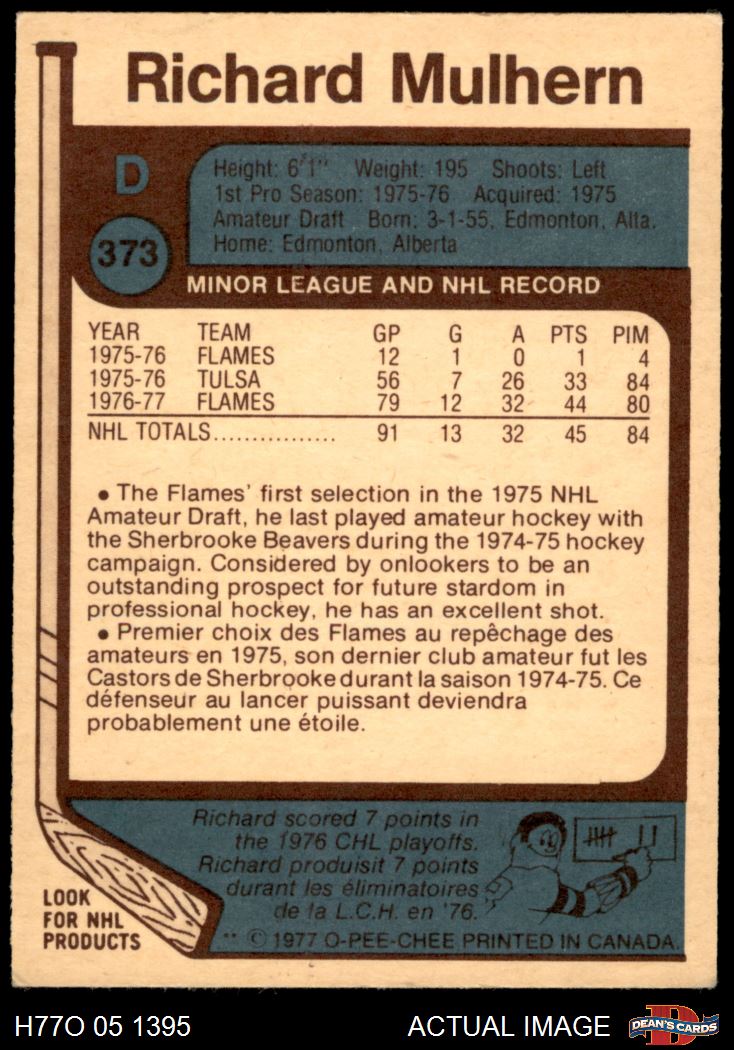 Richard Mulhern
D
373
Height: 6'1" Weight: 195 Shoots: Left
1st Pro Season: 1975-76 Acquired: 1975
Amateur Draft Born: 3-1-55, Edmonton, Alta.
Home: Edmonton, Alberta
MINOR LEAGUE AND NHL RECORD
YEAR TEAM GP G A PTS PIM
1975-76 FLAMES 12 1 0 1 4
1975-76 TULSA 56 7 26 33 84
1976-77 FLAMES 79 12 32 44 80
NHL TOTALS................ 91 13 32 45 84
• The Flames' first selection in the 1975 NHL
Amateur Draft, he last played amateur hockey with
the Sherbrooke Beavers during the 1974-75 hockey
campaign. Considered by onlookers to be an
outstanding prospect for future stardom in
professional hockey, he has an excellent shot.
• Premier choix des Flames au repêchage des
amateurs en 1975, son dernier club amateur fut les
Castors de Sherbrooke durant la saison 1974-75. Ce
défenseur au lancer puissant deviendra
probablement une étoile.
Richard scored 7 points in
the 1976 CHL playoffs.
Richard produisit 7 points
durant les éliminatoires
de la L.C.H. en '76.
LOOK
FOR NHL
PRODUCTS
** © 1977 O-PEE-CHEE PRINTED IN CANADA.
H77O 05 1395 ACTUAL IMAGE
DEAN'S CARDS